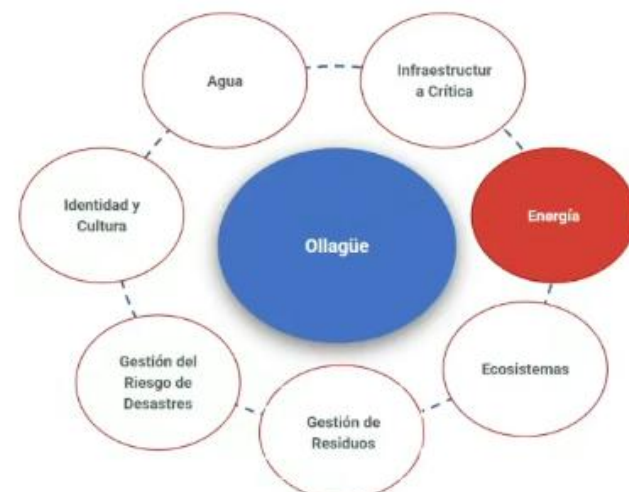 Agua
Infraestructur
a Crítica
Identidad y
Cultura
Ollagüe
Energía
Gestión del
Riesgo de
Desastres
Ecosistemas
Gestión de
Residuos